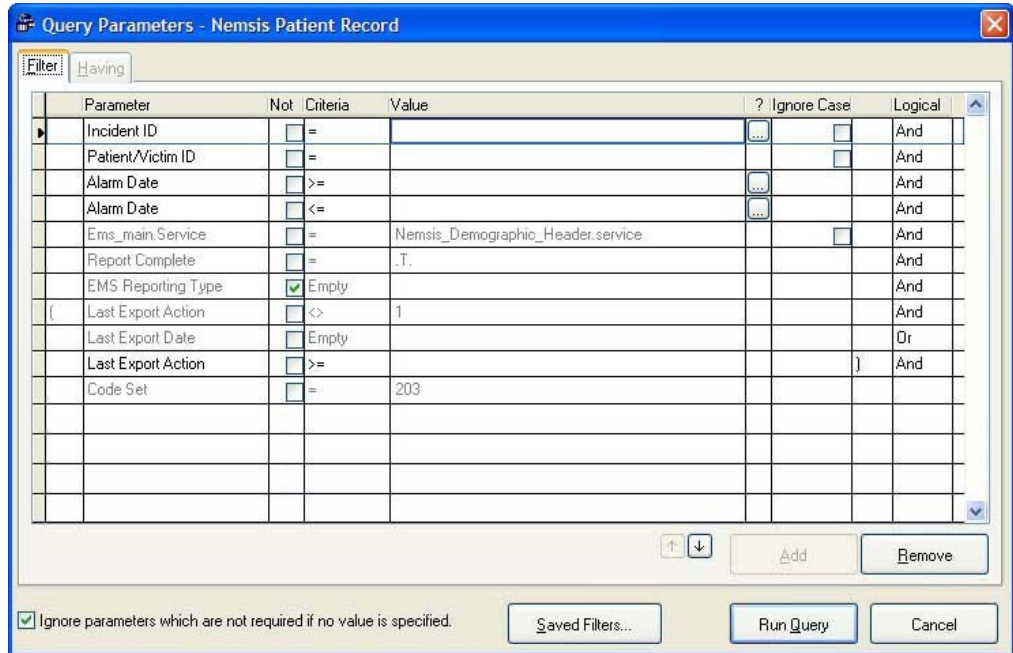 Query Parameters - Nemsis Patient Record
Filter Having
Parameter Not Criteria Value ? Ignore Case Logical
Incident ID = ... And
Patient/Victim ID = And
Alarm Date >= ... And
Alarm Date <= ... And
Ems_main.Service = Nemsis_Demographic_Header.service And
Report Complete = .T. And
EMS Reporting Type Empty And
( Last Export Action <> 1 And
Last Export Date Empty Or
Last Export Action >= ) And
Code Set = 203
Add Remove
Ignore parameters which are not required if no value is specified. Saved Filters... Run Query Cancel